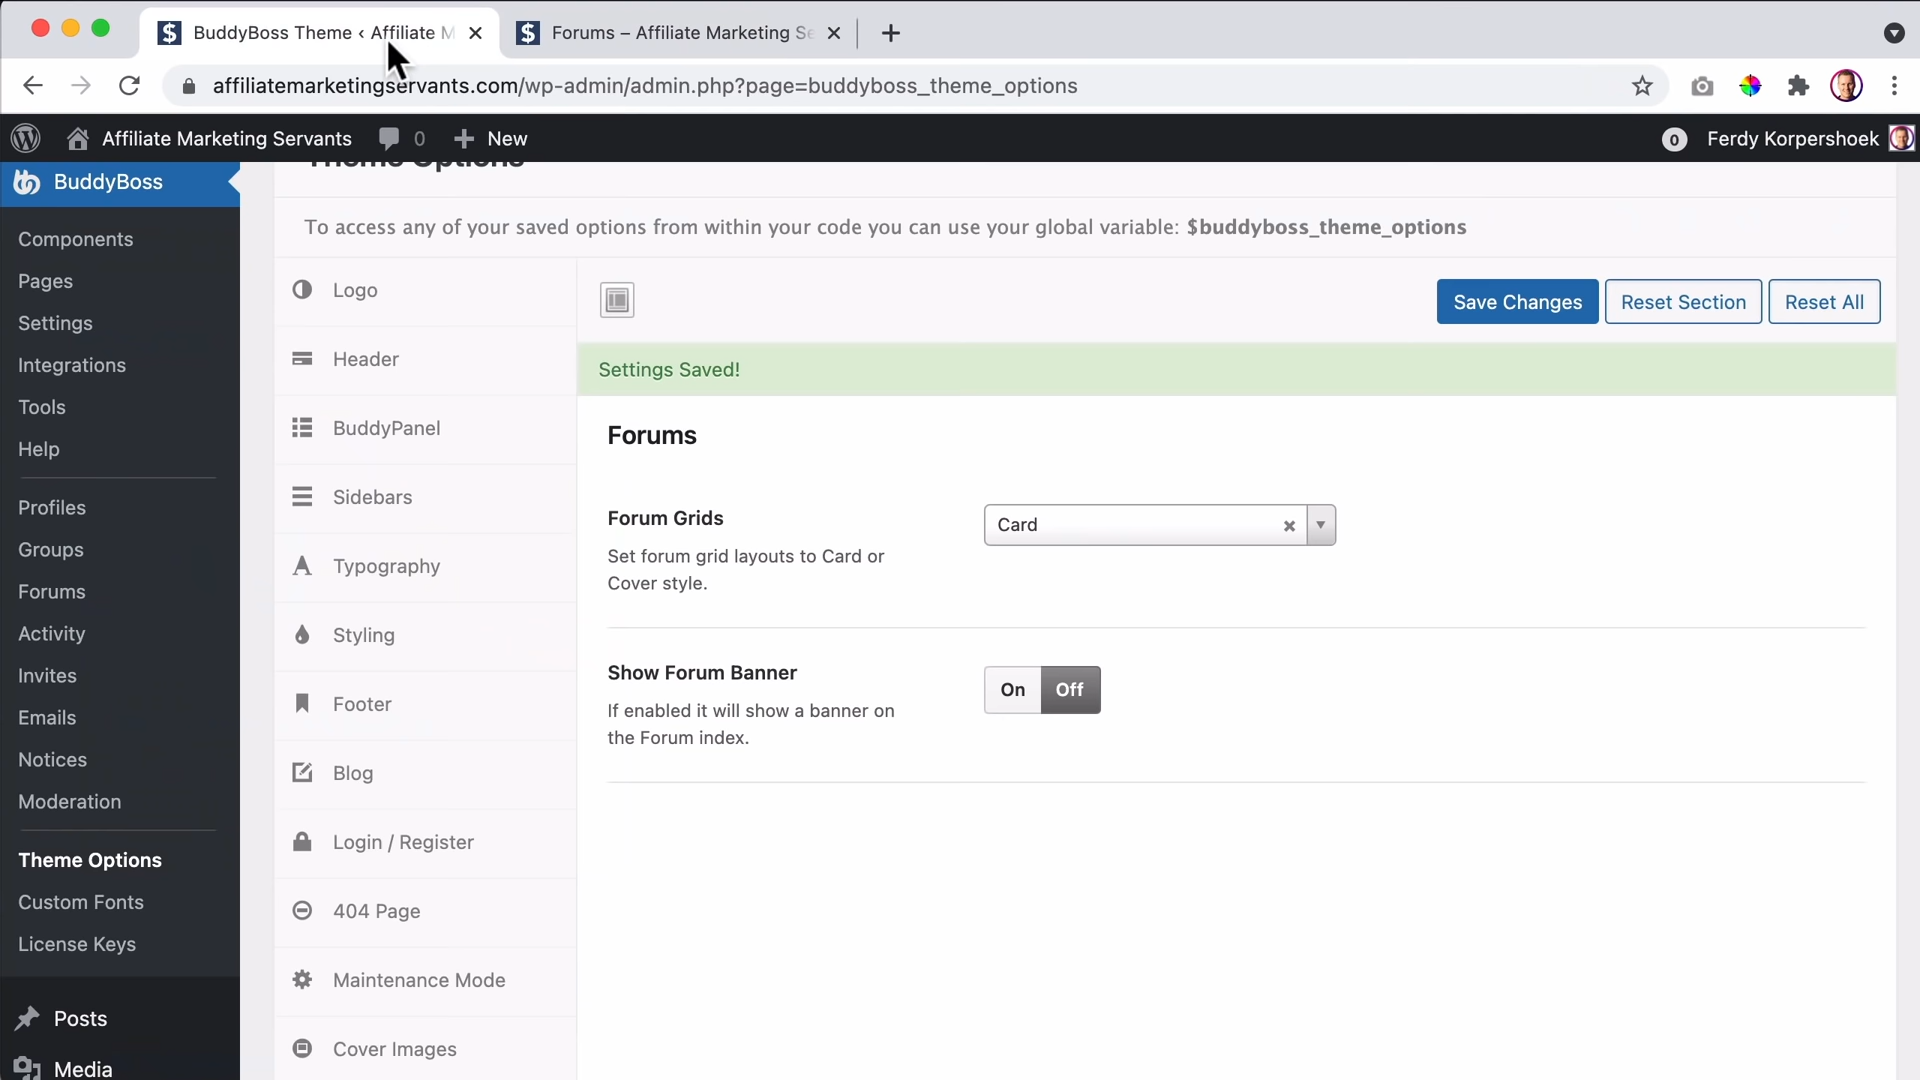 BuddyBoss Theme ‹ Affiliate M
Forums – Affiliate Marketing Se
affiliatemarketingservants.com/wp-admin/admin.php?page=buddyboss_theme_options
Affiliate Marketing Servants
0
New
0
Ferdy Korpershoek
Theme Options
BuddyBoss
Components
Pages
Settings
Integrations
Tools
Help
Profiles
Groups
Forums
Activity
Invites
Emails
Notices
Moderation
Theme Options
Custom Fonts
License Keys
Posts
Media
To access any of your saved options from within your code you can use your global variable: $buddyboss_theme_options
Logo
Header
BuddyPanel
Sidebars
Typography
Styling
Footer
Blog
Login / Register
404 Page
Maintenance Mode
Cover Images
Save Changes
Reset Section
Reset All
Settings Saved!
Forums
Forum Grids
Set forum grid layouts to Card or
Cover style.
Card
Show Forum Banner
If enabled it will show a banner on
the Forum index.
On
Off